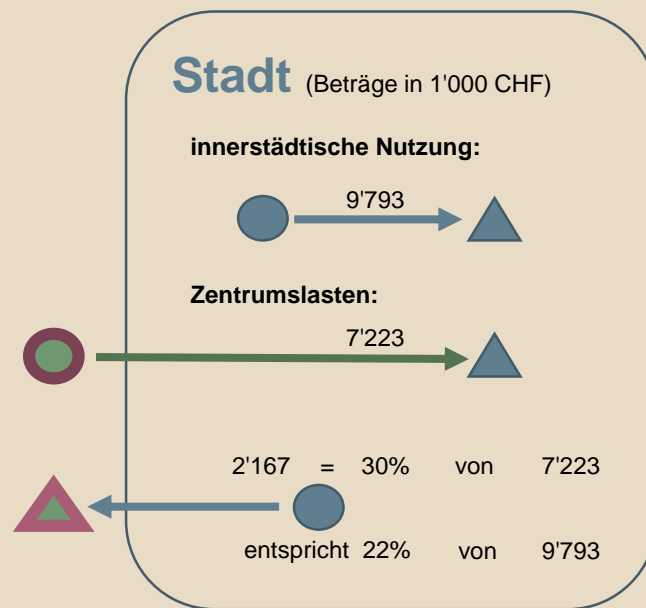 Stadt (Beträge in 1'000 CHF)
innerstädtische Nutzung:
9'793
Zentrumslasten:
7'223
2'167 = 30% von 7'223
entspricht 22% von 9'793